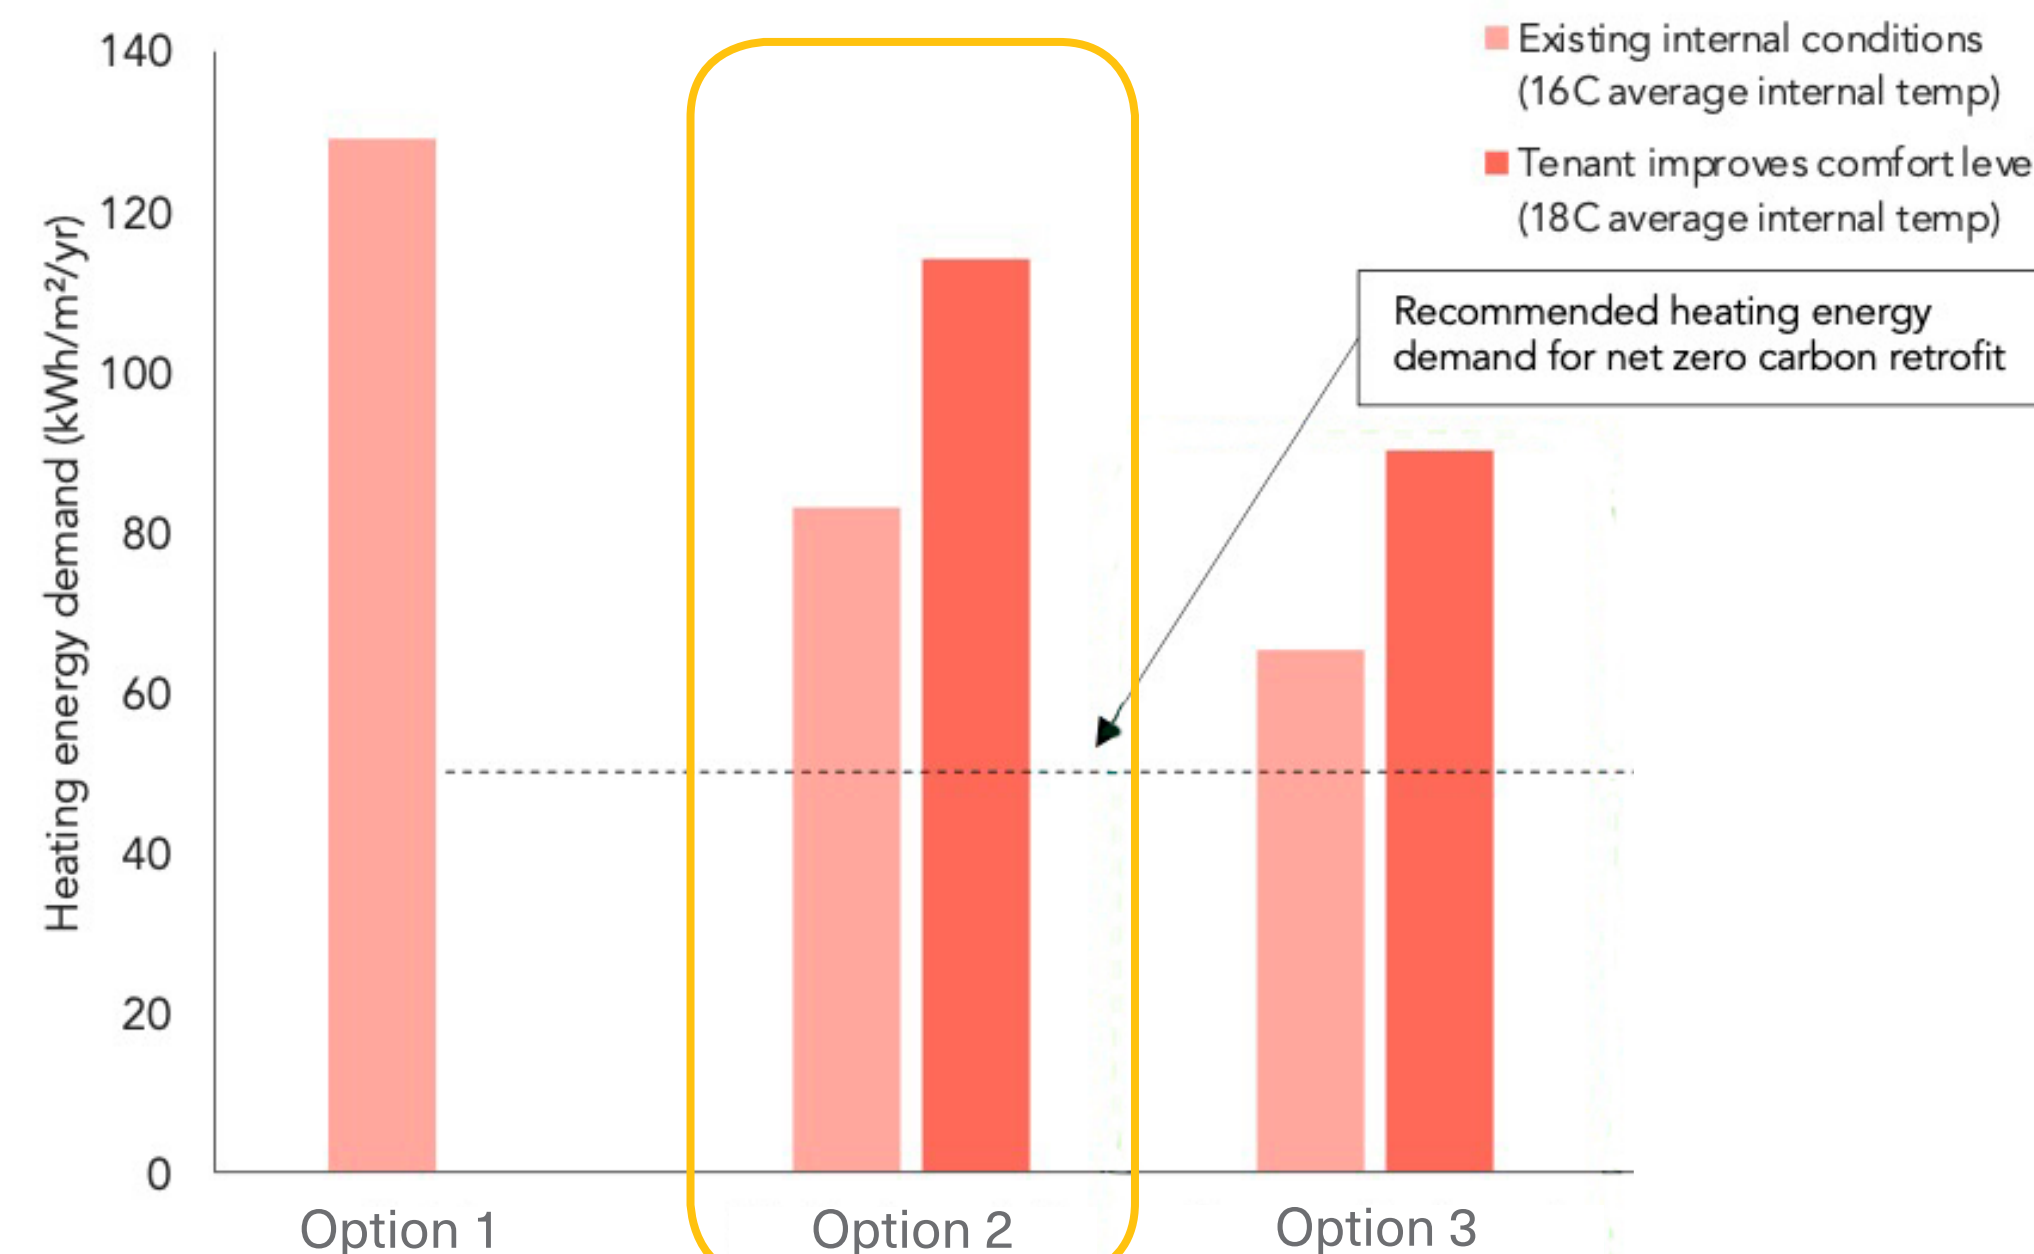 Heating energy demand (kWh/m²/yr)
140
120
100
80
60
40
20
0
Existing internal conditions
(16C average internal temp)
Tenant improves comfort leve
(18C average internal temp)
Recommended heating energy
demand for net zero carbon retrofit
Option 1
Option 2
Option 3